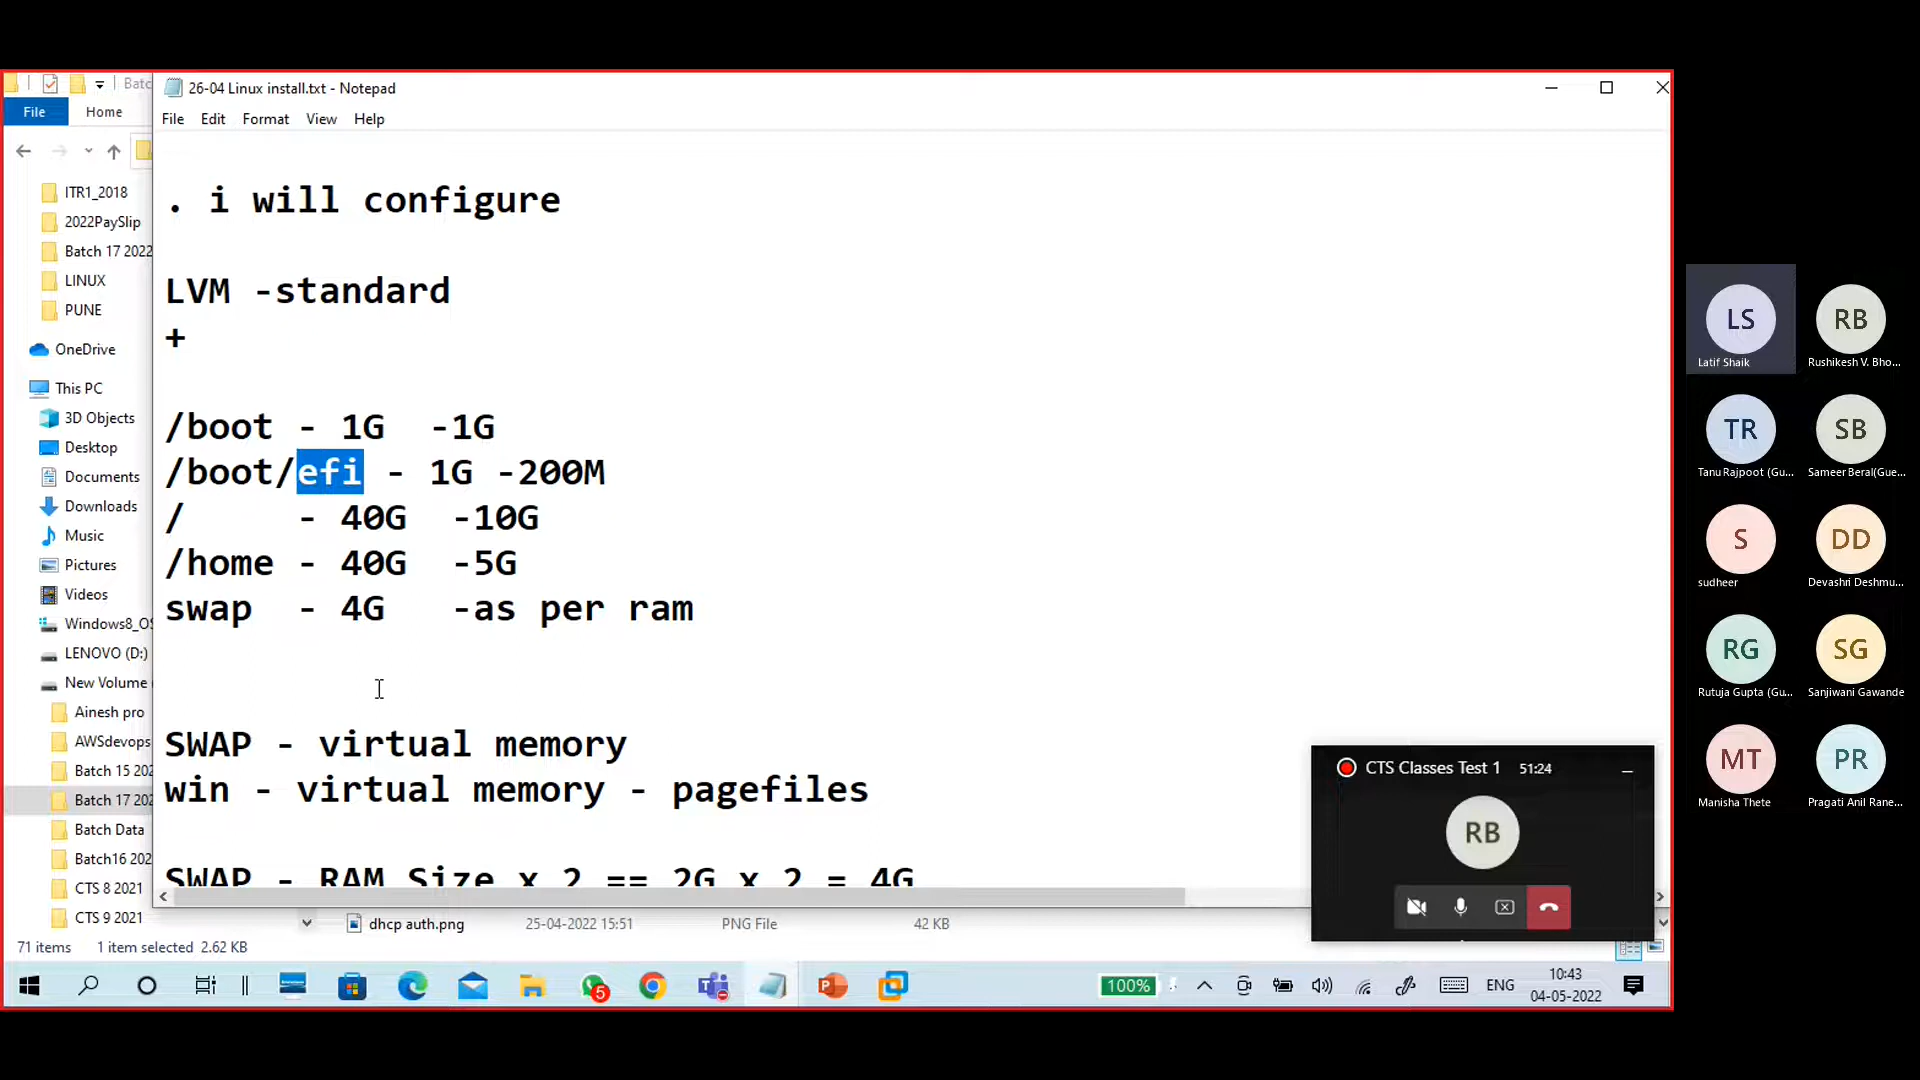 Batc
26-04 Linux install.txt - Notepad
File
Home
File Edit Format View Help
ITR1_2018
2022PaySlip
Batch 17 2022
LINUX
PUNE
OneDrive
This PC
3D Objects
Desktop
Documents
Downloads
Music
Pictures
Videos
Windows8_OS
LENOVO (D:)
New Volume (
Ainesh pro
AWSdevops
Batch 15 202
Batch 17 202
Batch Data
Batch16 202
CTS 8 2021
CTS 9 2021
. i will configure
LVM -standard
+
/boot - 1G -1G
/boot/efi - 1G -200M
/ - 40G -10G
/home - 40G -5G
swap - 4G -as per ram
SWAP - virtual memory
win - virtual memory - pagefiles
SWAP - RAM Size x 2 == 2G x 2 = 4G
dhcp auth.png 25-04-2022 15:51 PNG File 42 KB
71 items 1 item selected 2.62 KB
CTS Classes Test 1 51:24
RB
LS
Latif Shaik
RB
Rushikesh V. Bho...
TR
Tanu Rajpoot (Gu...
SB
Sameer Beral(Gue...
S
sudheer
DD
Devashri Deshmu...
RG
Rutuja Gupta (Gu...
SG
Sanjiwani Gawande
MT
Manisha Thete
PR
Pragati Anil Rane...
5
100%
ENG
10:43
04-05-2022